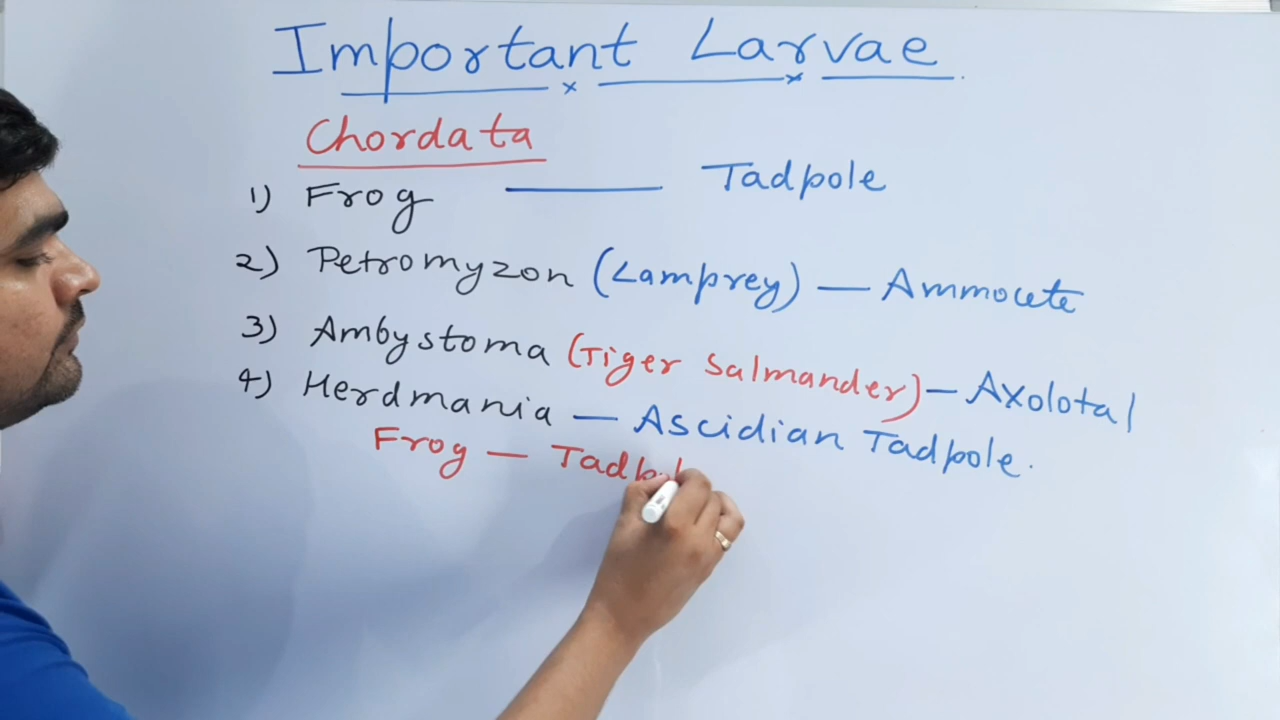 Important Larvae
Chordata
1) Frog — Tadpole
2) Petromyzon (Lamprey) — Ammocete
3) Ambystoma (Tiger Salmander) — Axolotal
4) Herdmania — Ascidian Tadpole.
Frog — Tadpol